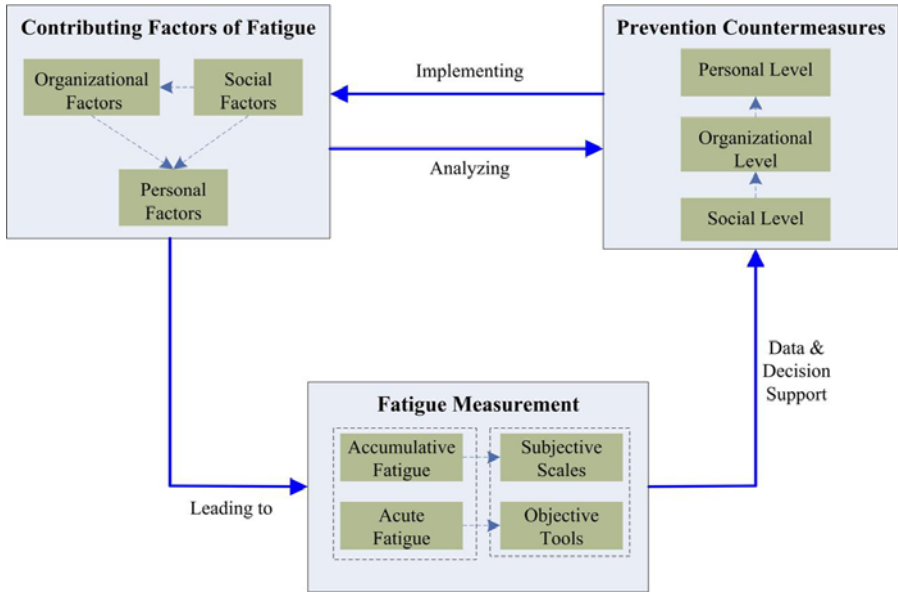 Contributing Factors of Fatigue
Organizational
Factors
Social
Factors
Personal
Factors
Implementing
Analyzing
Prevention Countermeasures
Personal Level
Organizational
Level
Social Level
Leading to
Fatigue Measurement
Accumulative
Fatigue
Subjective
Scales
Acute
Fatigue
Objective
Tools
Data &
Decision
Support